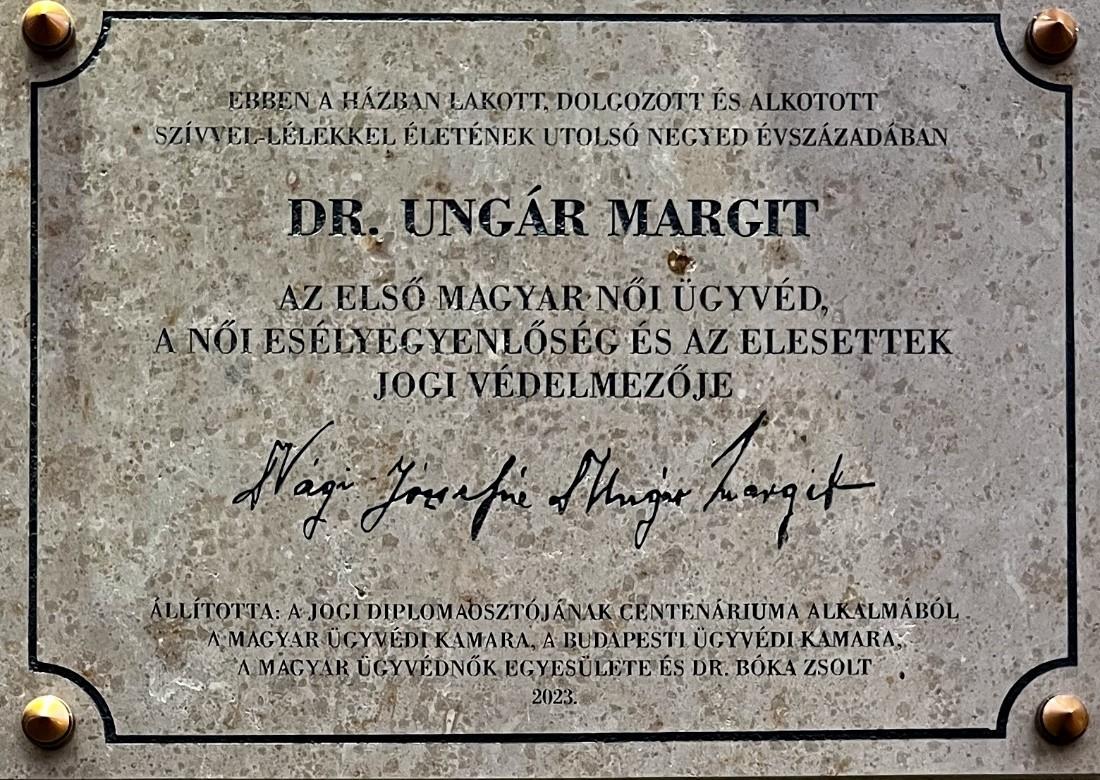 EBBEN A HÁZBAN LAKOTT, DOLGOZOTT ÉS ALKOTOTT
SZÍVVEL-LÉLEKKEL ÉLETÉNEK UTOLSÓ NEGYED ÉVSZÁZADÁBAN
DR. UNGÁR MARGIT
AZ ELSŐ MAGYAR NŐI ÜGYVÉD,
A NŐI ESÉLYEGYENLŐSÉG ÉS AZ ELESETTEK
JOGI VÉDELMEZŐJE
Vági Józsefné Dr Ungár Margit
ÁLLÍTOTTA: A JOGI DIPLOMAOSZTÓJÁNAK CENTENÁRIUMA ALKALMÁBÓL
A MAGYAR ÜGYVÉDI KAMARA, A BUDAPESTI ÜGYVÉDI KAMARA,
A MAGYAR ÜGYVÉDNŐK EGYESÜLETE ÉS DR. BÓKA ZSOLT
2023.